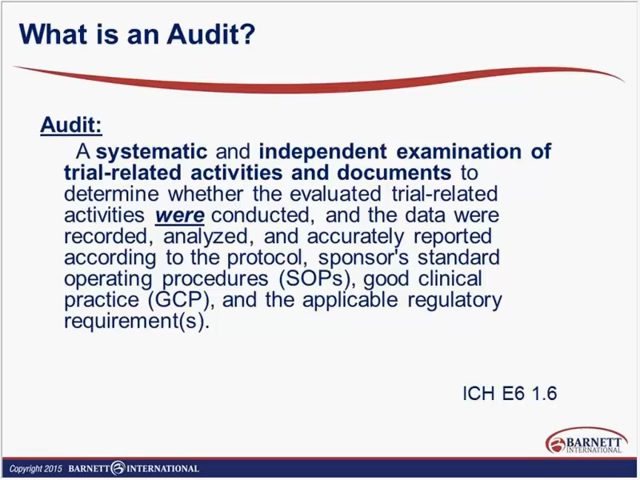 What is an Audit?
Audit:
A systematic and independent examination of
trial-related activities and documents to
determine whether the evaluated trial-related
activities were conducted, and the data were
recorded, analyzed, and accurately reported
according to the protocol, sponsor's standard
operating procedures (SOPs), good clinical
practice (GCP), and the applicable regulatory
requirement(s).
ICH E6 1.6
BARNETT
INTERNATIONAL
Copyright 2015 BARNETT INTERNATIONAL